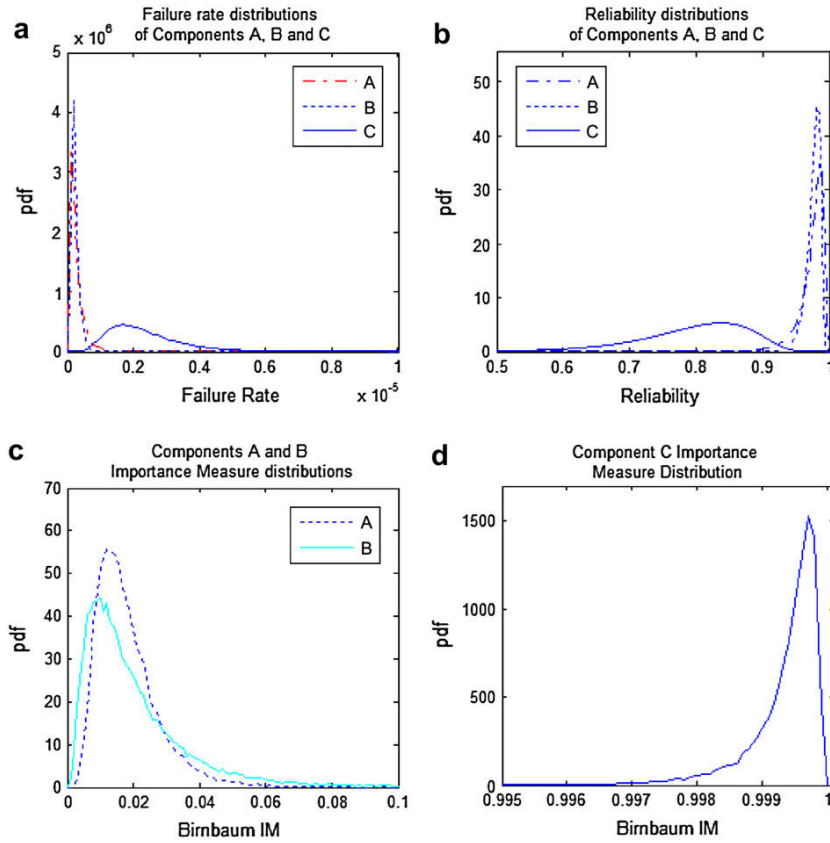 a
Failure rate distributions
of Components A, B and C
x 10⁶
5
4
3
2
1
0
pdf
A
B
C
0 0.2 0.4 0.6 0.8 1
Failure Rate
x 10⁻⁵
b
Reliability distributions
of Components A, B and C
50
40
30
20
10
0
pdf
A
B
C
0.5 0.6 0.7 0.8 0.9 1
Reliability
c
Components A and B
Importance Measure distributions
70
60
50
40
30
20
10
0
pdf
A
B
0 0.02 0.04 0.06 0.08 0.1
Birnbaum IM
d
Component C Importance
Measure Distribution
1500
1000
500
0
pdf
0.995 0.996 0.997 0.998 0.999 1
Birnbaum IM